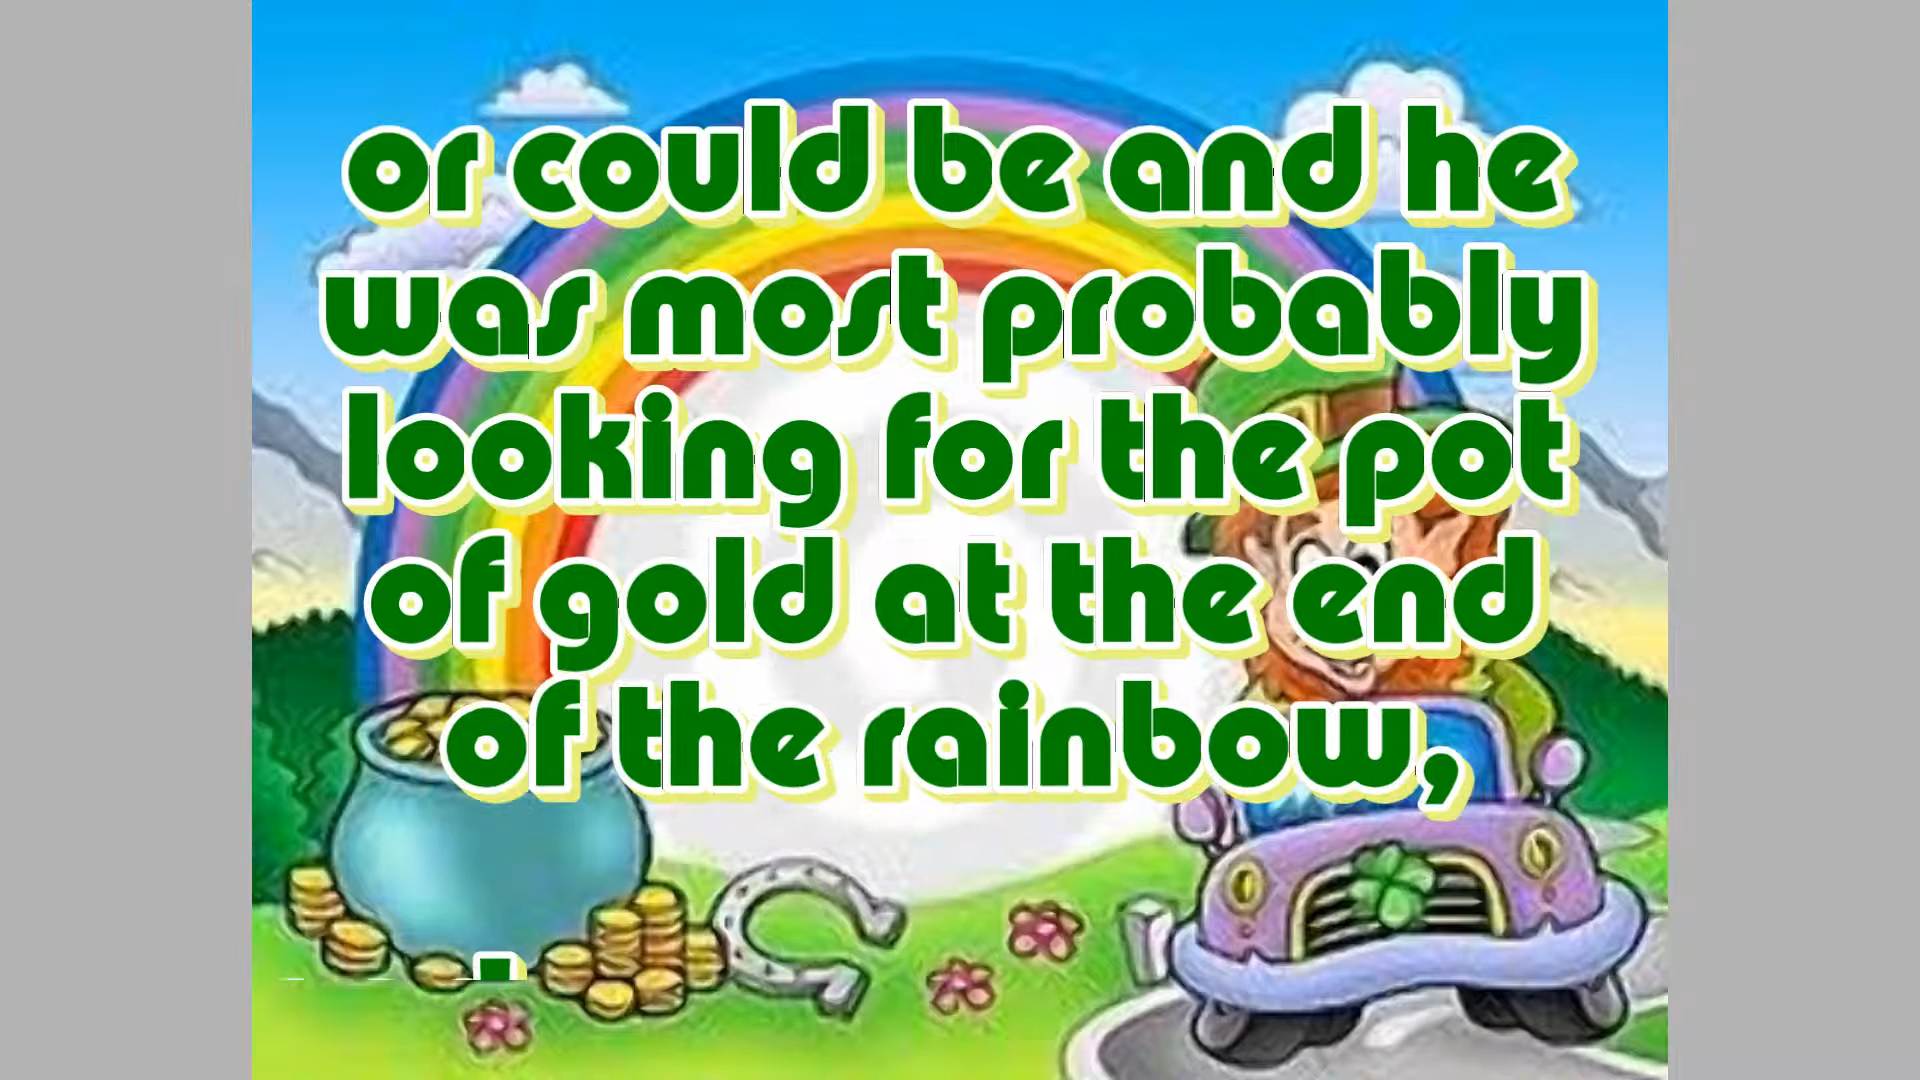 or could be and he
was most probably
looking for the pot
of gold at the end
of the rainbow,